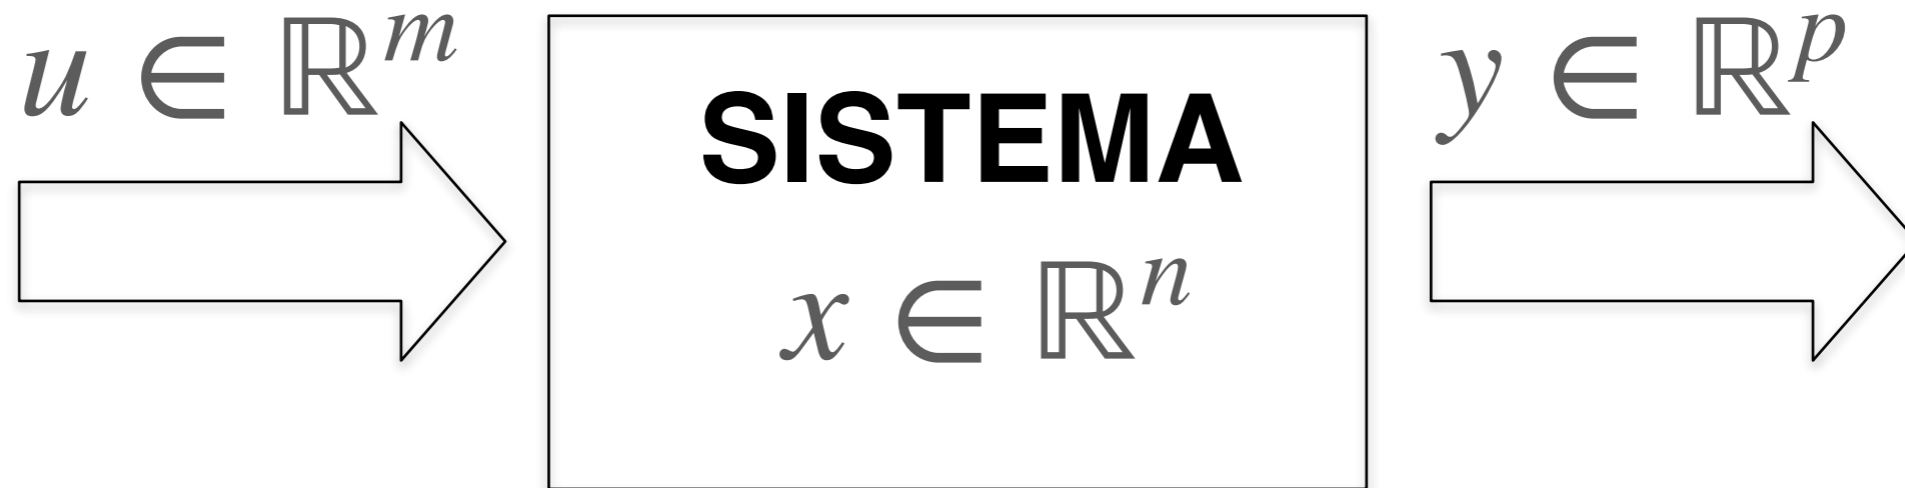 u ∈ ℝ^m
SISTEMA
x ∈ ℝ^n
y ∈ ℝ^p